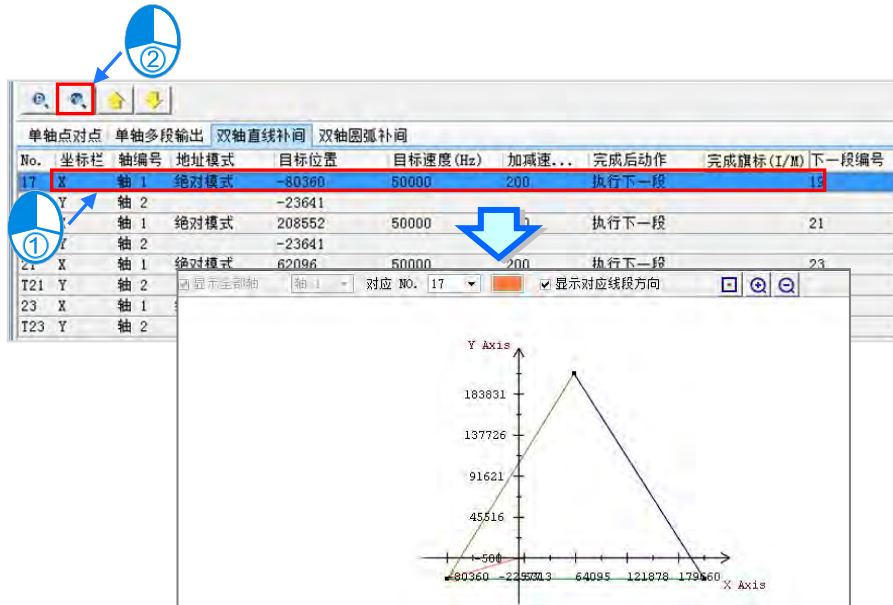 ②
单轴点对点 单轴多段输出 双轴直线补间 双轴圆弧补间
No. 坐标栏 轴编号 地址模式 目标位置 目标速度(Hz) 加减速... 完成后动作 完成旗标(I/M) 下一段编号
17 X 轴 1 绝对模式 -80360 50000 200 执行下一段 19
Y 轴 2 -23641
轴 1 绝对模式 208552 50000 执行下一段 21
① Y 轴 2 -23641
21 X 轴 1 绝对模式 62096 50000 200 执行下一段 23
T21 Y 轴 2
23 X 轴 1
T23 Y 轴 2
显示全部轴 轴 1 对应 NO. 17 显示对应线段方向
Y Axis
183831
137726
91621
45516
-500
-80360 64095 121878 179660
X Axis